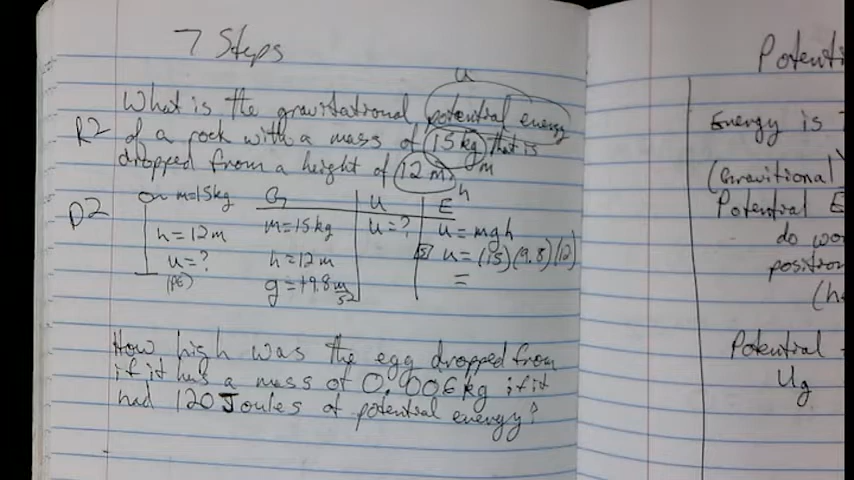 7 Steps
u
What is the gravitational potential energy
R2 of a rock with a mass of 15 kg that is
m
dropped from a height of 12 m
h
D2
m=15kg
h=12m
u=?
(PE)
G
m=15kg
h=12m
g=+9.8 m/s2
U
u=?
E
u=mgh
S u=(15)(9.8)(12)
=
How high was the egg dropped from
if it has a mass of 0.006kg if it
had 120 Joules of potential energy?
Potenti
Energy is
(Gravitional)
Potential E
do wo
position
(h
Potential
Ug